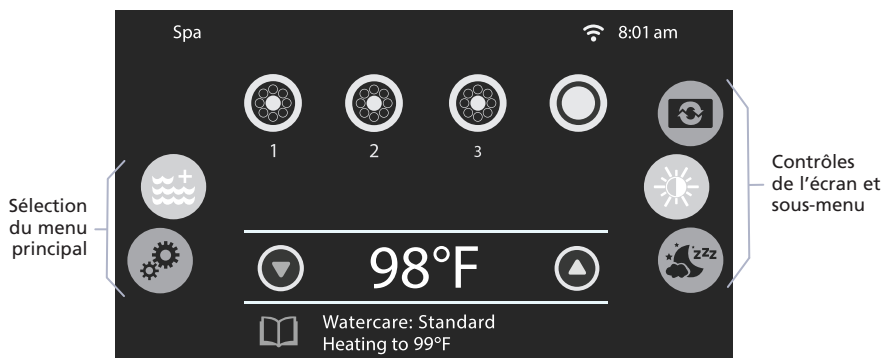 Spa
8:01 am
1 2 3
Sélection
du menu
principal
Contrôles
de l'écran et
sous-menu
zzz
98°F
Watercare: Standard
Heating to 99°F